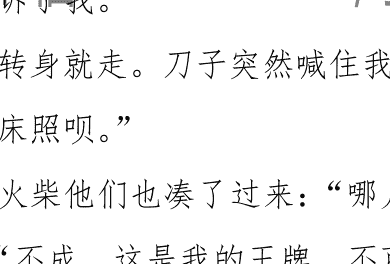 诉了我。
转身就走。刀子突然喊住我
床照呗。”
火柴他们也凑了过来：“哪
“不成，这是我的王牌，不